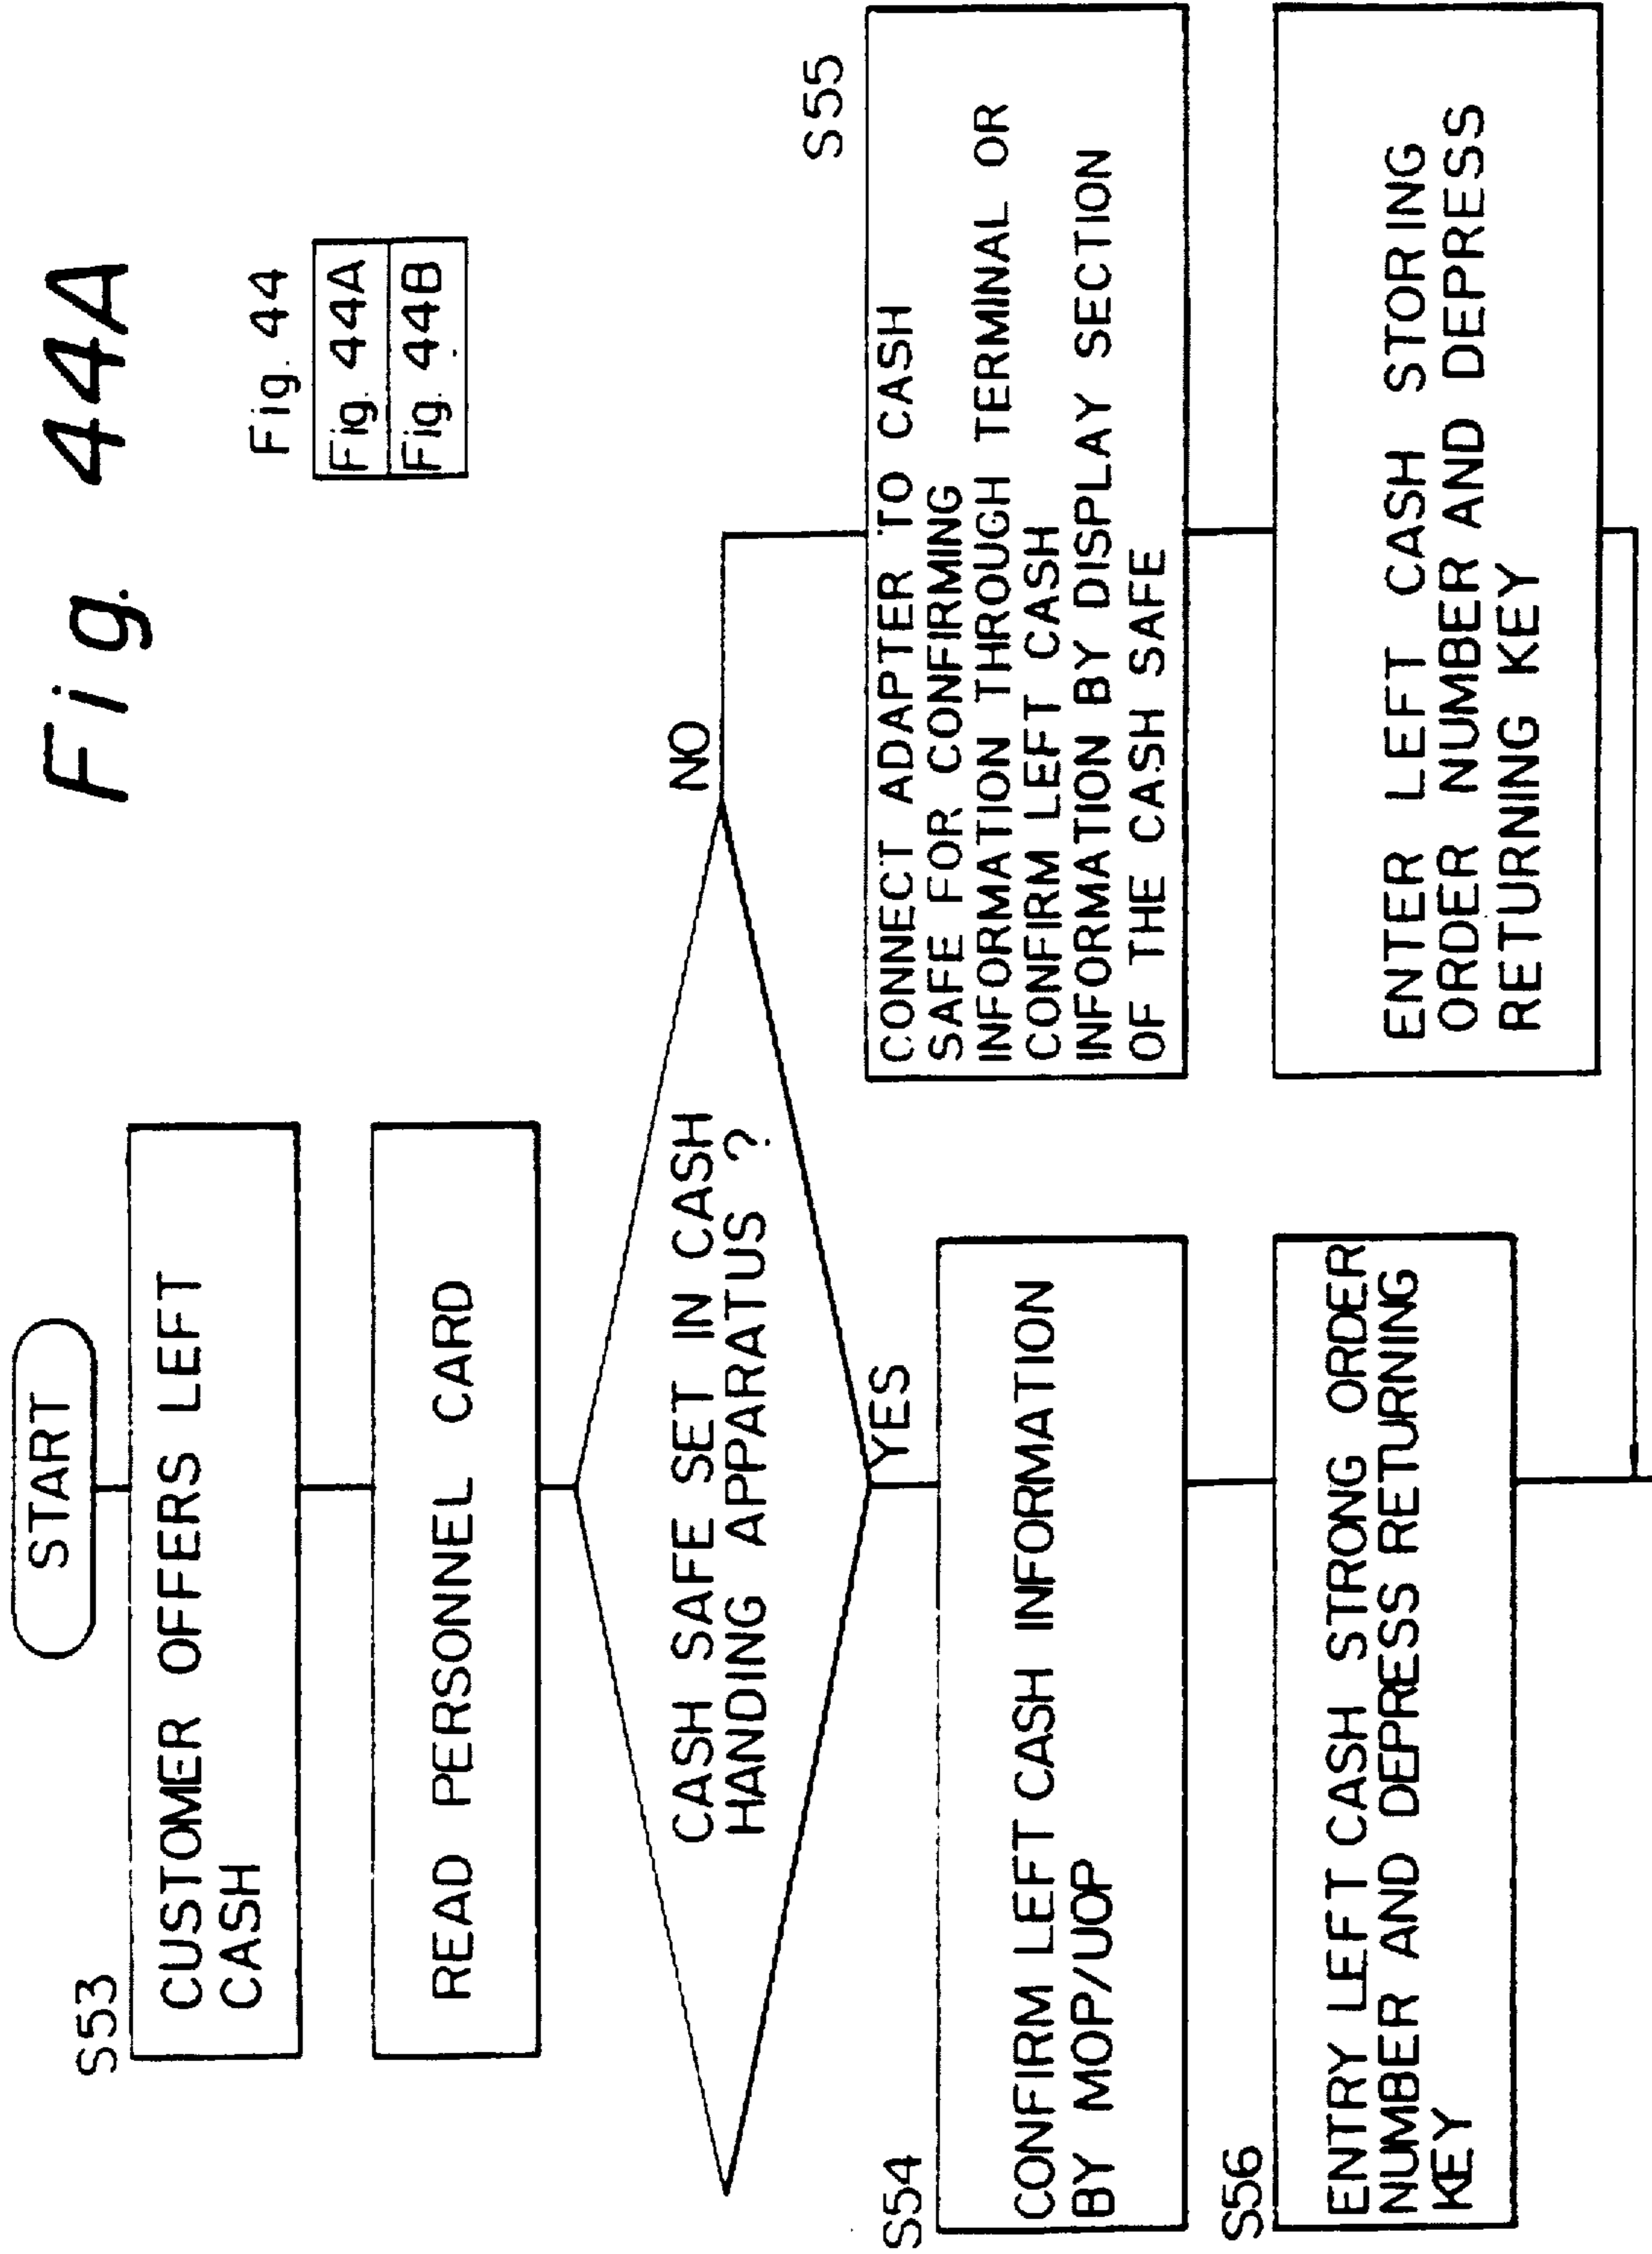 Fig. 44A
Fig. 44
Fig. 44A
Fig. 44B
START
S53
CUSTOMER OFFERS LEFT
CASH
READ PERSONNEL CARD
CASH SAFE SET IN CASH
HANDING APPARATUS ?
NO
YES
S54
CONFIRM LEFT CASH INFORMATION
BY MOP/UOP
S55
CONNECT ADAPTER TO CASH
SAFE FOR CONFIRMING
INFORMATION THROUGH TERMINAL OR
CONFIRM LEFT CASH
INFORMATION BY DISPLAY SECTION
OF THE CASH SAFE
S56
ENTRY LEFT CASH STRONG ORDER
NUMBER AND DEPRESS RETURNING
KEY
ENTER LEFT CASH STORING
ORDER NUMBER AND DEPRESS
RETURNING KEY